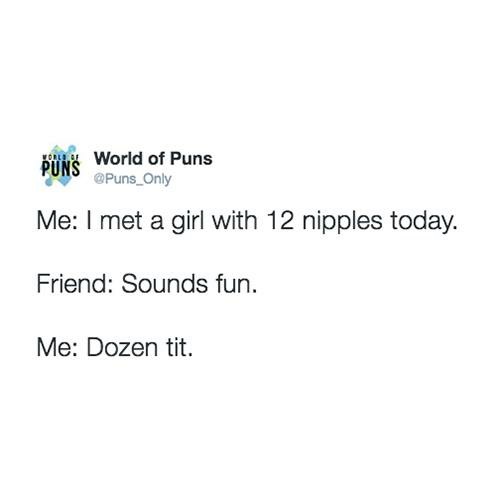 WORLD OF
PUNS
World of Puns
@Puns_Only
Me: I met a girl with 12 nipples today.
Friend: Sounds fun.
Me: Dozen tit.